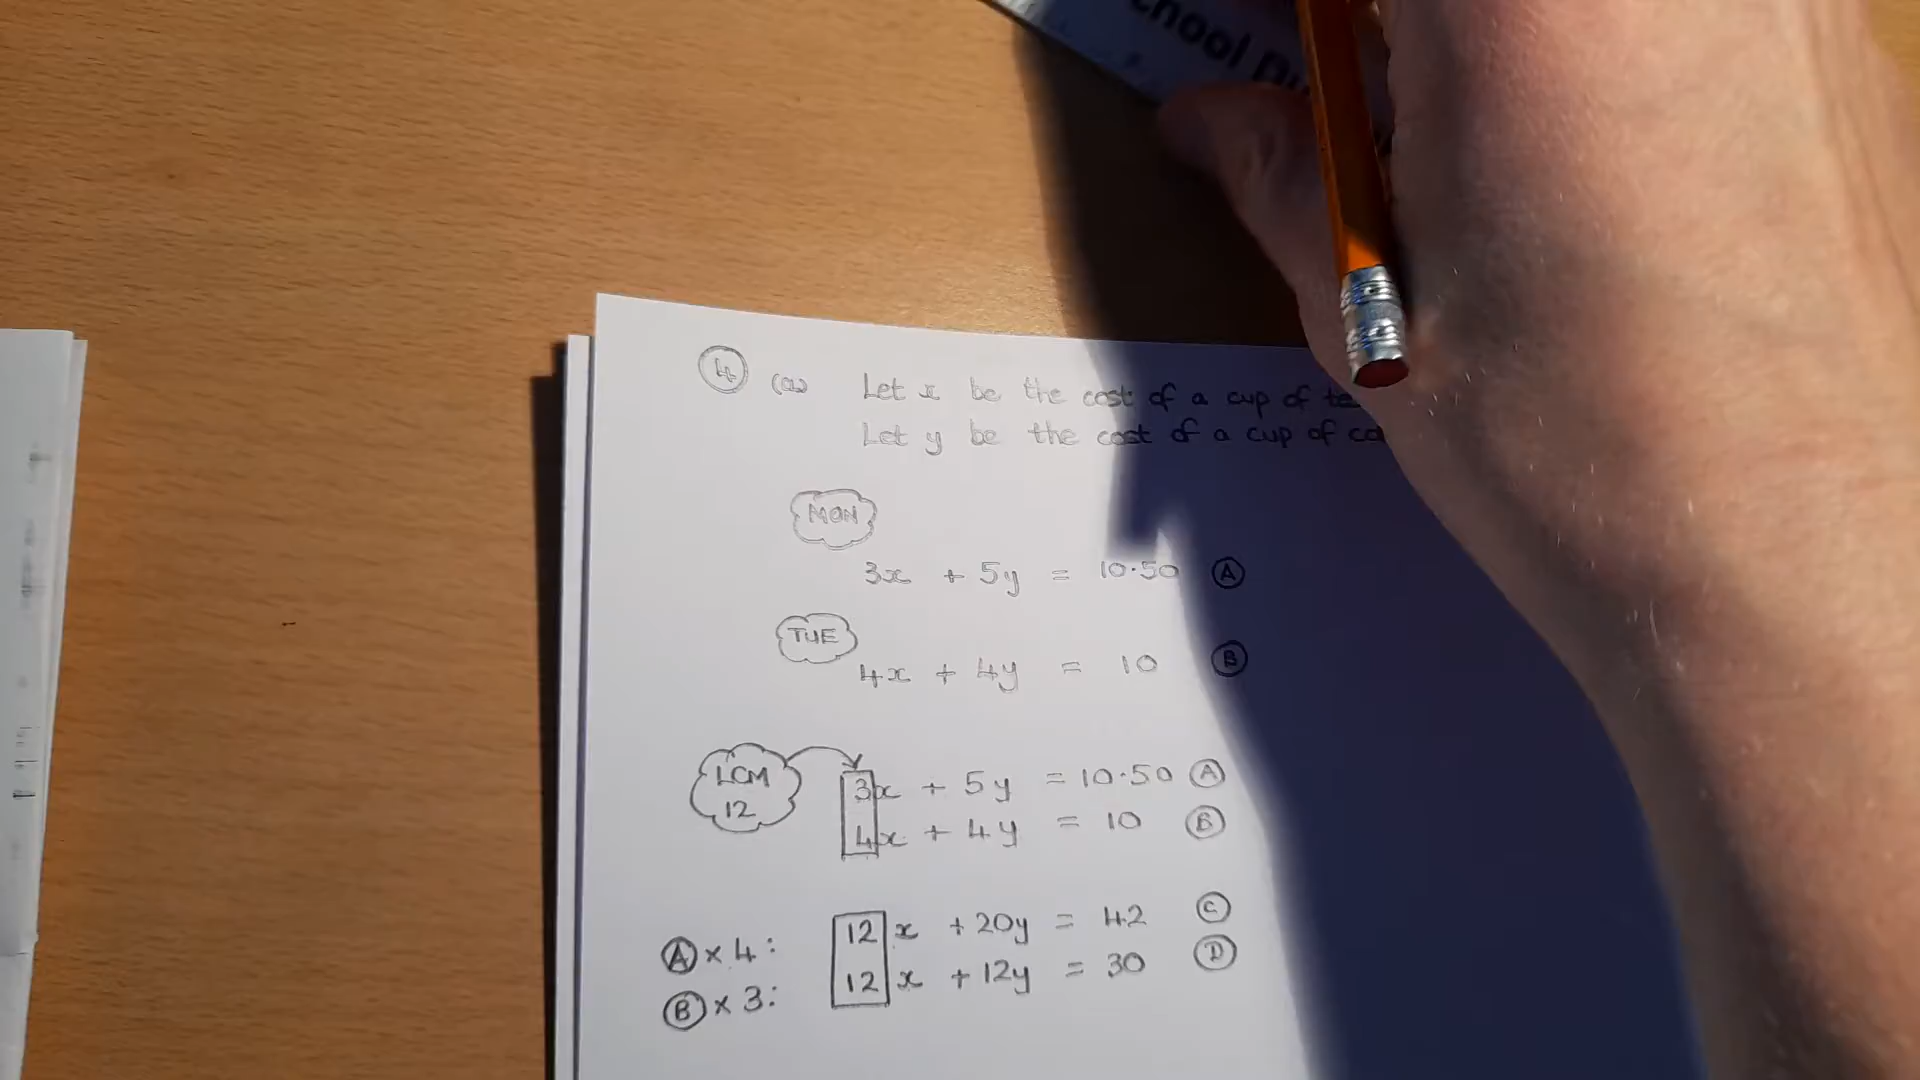 chool
4 (a) Let x be the cost of a cup of
Let y be the cost of a cup of
MON
3x + 5y = 10.50 A
TUE
4x + 4y = 10 B
LCM
12
3x + 5y = 10.50 A
4x + 4y = 10 B
A × 4: 12x + 20y = 42 C
B × 3: 12x + 12y = 30 D